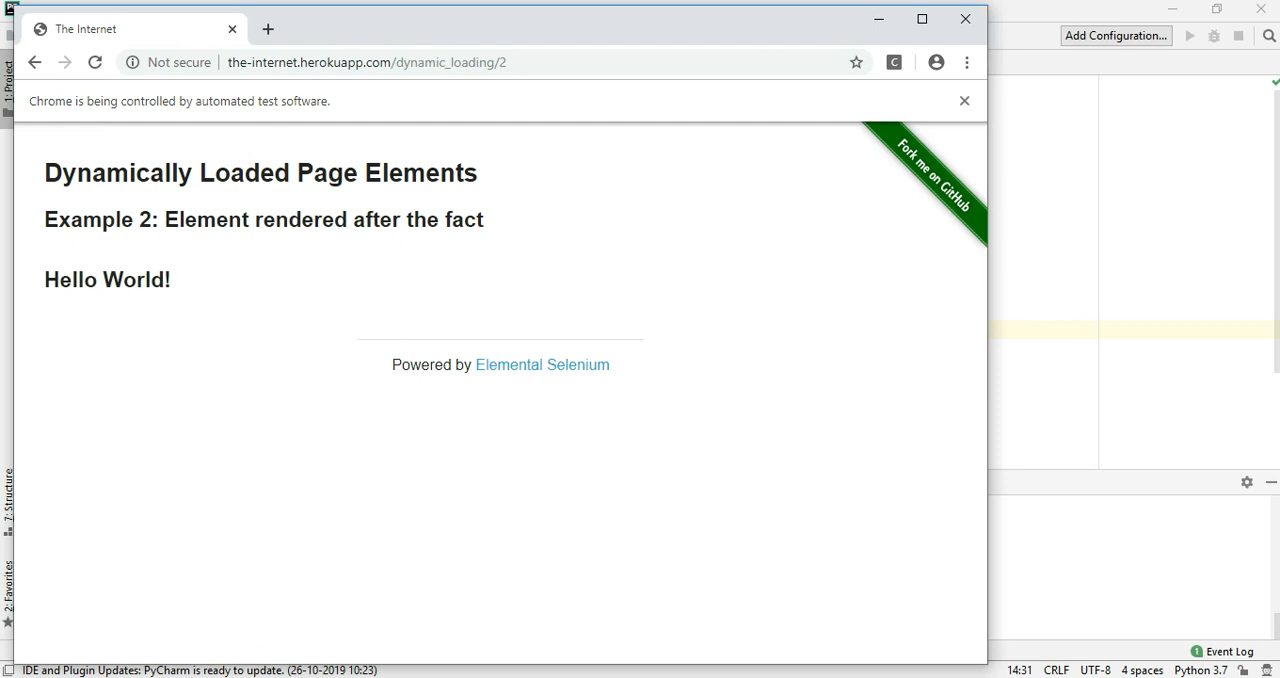 The Internet
Add Configuration...
Not secure
the-internet.herokuapp.com/dynamic_loading/2
C
1: Project
Chrome is being controlled by automated test software.
Fork me on GitHub
Dynamically Loaded Page Elements
Example 2: Element rendered after the fact
Hello World!
Powered by Elemental Selenium
7: Structure
2: Favorites
1 Event Log
IDE and Plugin Updates: PyCharm is ready to update. (26-10-2019 10:23)
14:31 CRLF UTF-8 4 spaces Python 3.7